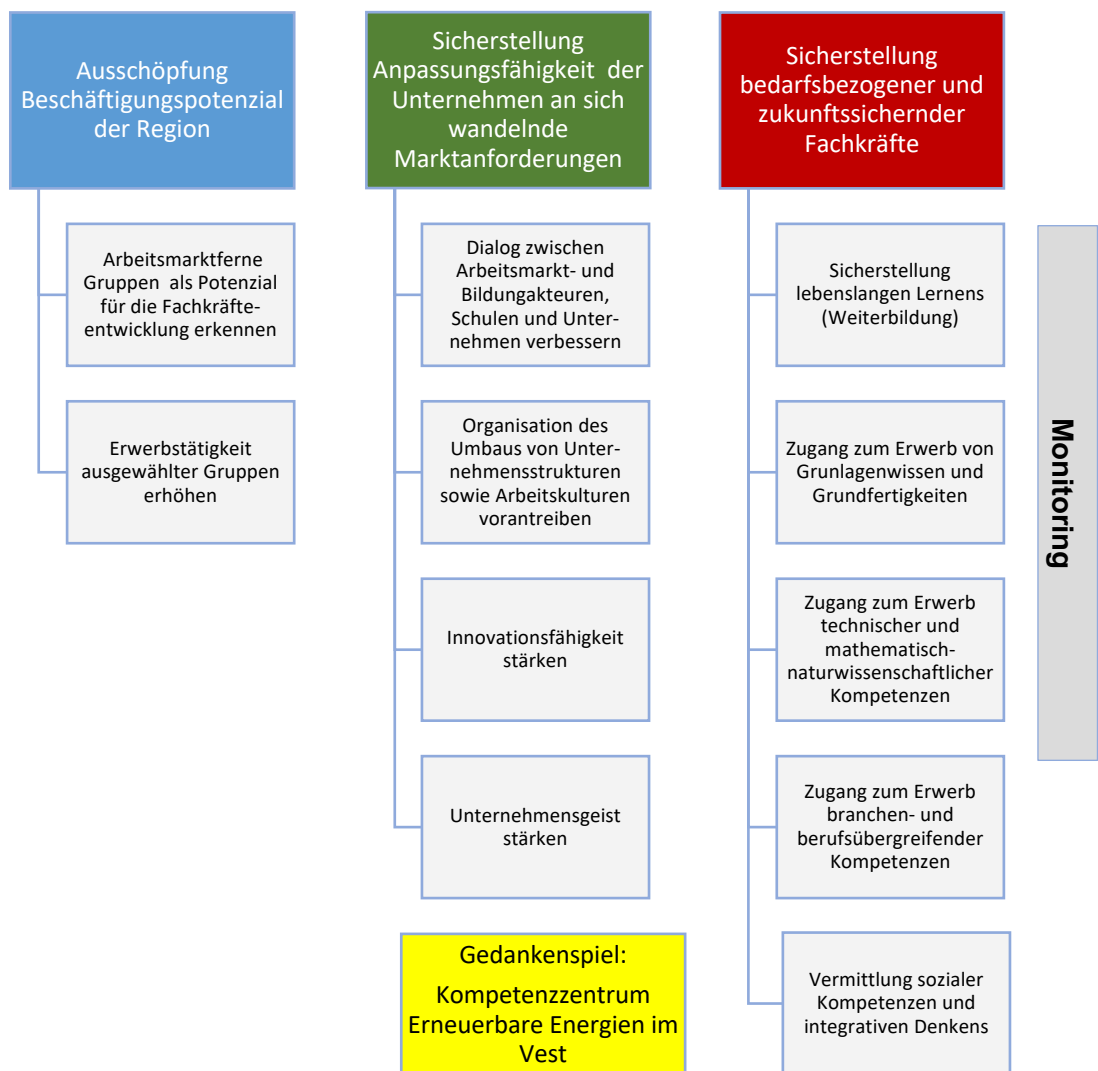 Ausschöpfung
Beschäftigungspotenzial
der Region
Arbeitsmarktferne
Gruppen als Potenzial
für die Fachkräfte-
entwicklung erkennen
Erwerbstätigkeit
ausgewählter Gruppen
erhöhen
Sicherstellung
Anpassungsfähigkeit der
Unternehmen an sich
wandelnde
Marktanforderungen
Dialog zwischen
Arbeitsmarkt- und
Bildungakteuren,
Schulen und Unter-
nehmen verbessern
Organisation des
Umbaus von Unter-
nehmensstrukturen
sowie Arbeitskulturen
vorantreiben
Innovationsfähigkeit
stärken
Unternehmensgeist
stärken
Gedankenspiel:
Kompetenzzentrum
Erneuerbare Energien im
Vest
Sicherstellung
bedarfsbezogener und
zukunftssichernder
Fachkräfte
Sicherstellung
lebenslangen Lernens
(Weiterbildung)
Zugang zum Erwerb von
Grunlagenwissen und
Grundfertigkeiten
Zugang zum Erwerb
technischer und
mathematisch-
naturwissenschaftlicher
Kompetenzen
Zugang zum Erwerb
branchen- und
berufsübergreifender
Kompetenzen
Vermittlung sozialer
Kompetenzen und
integrativen Denkens
Monitoring